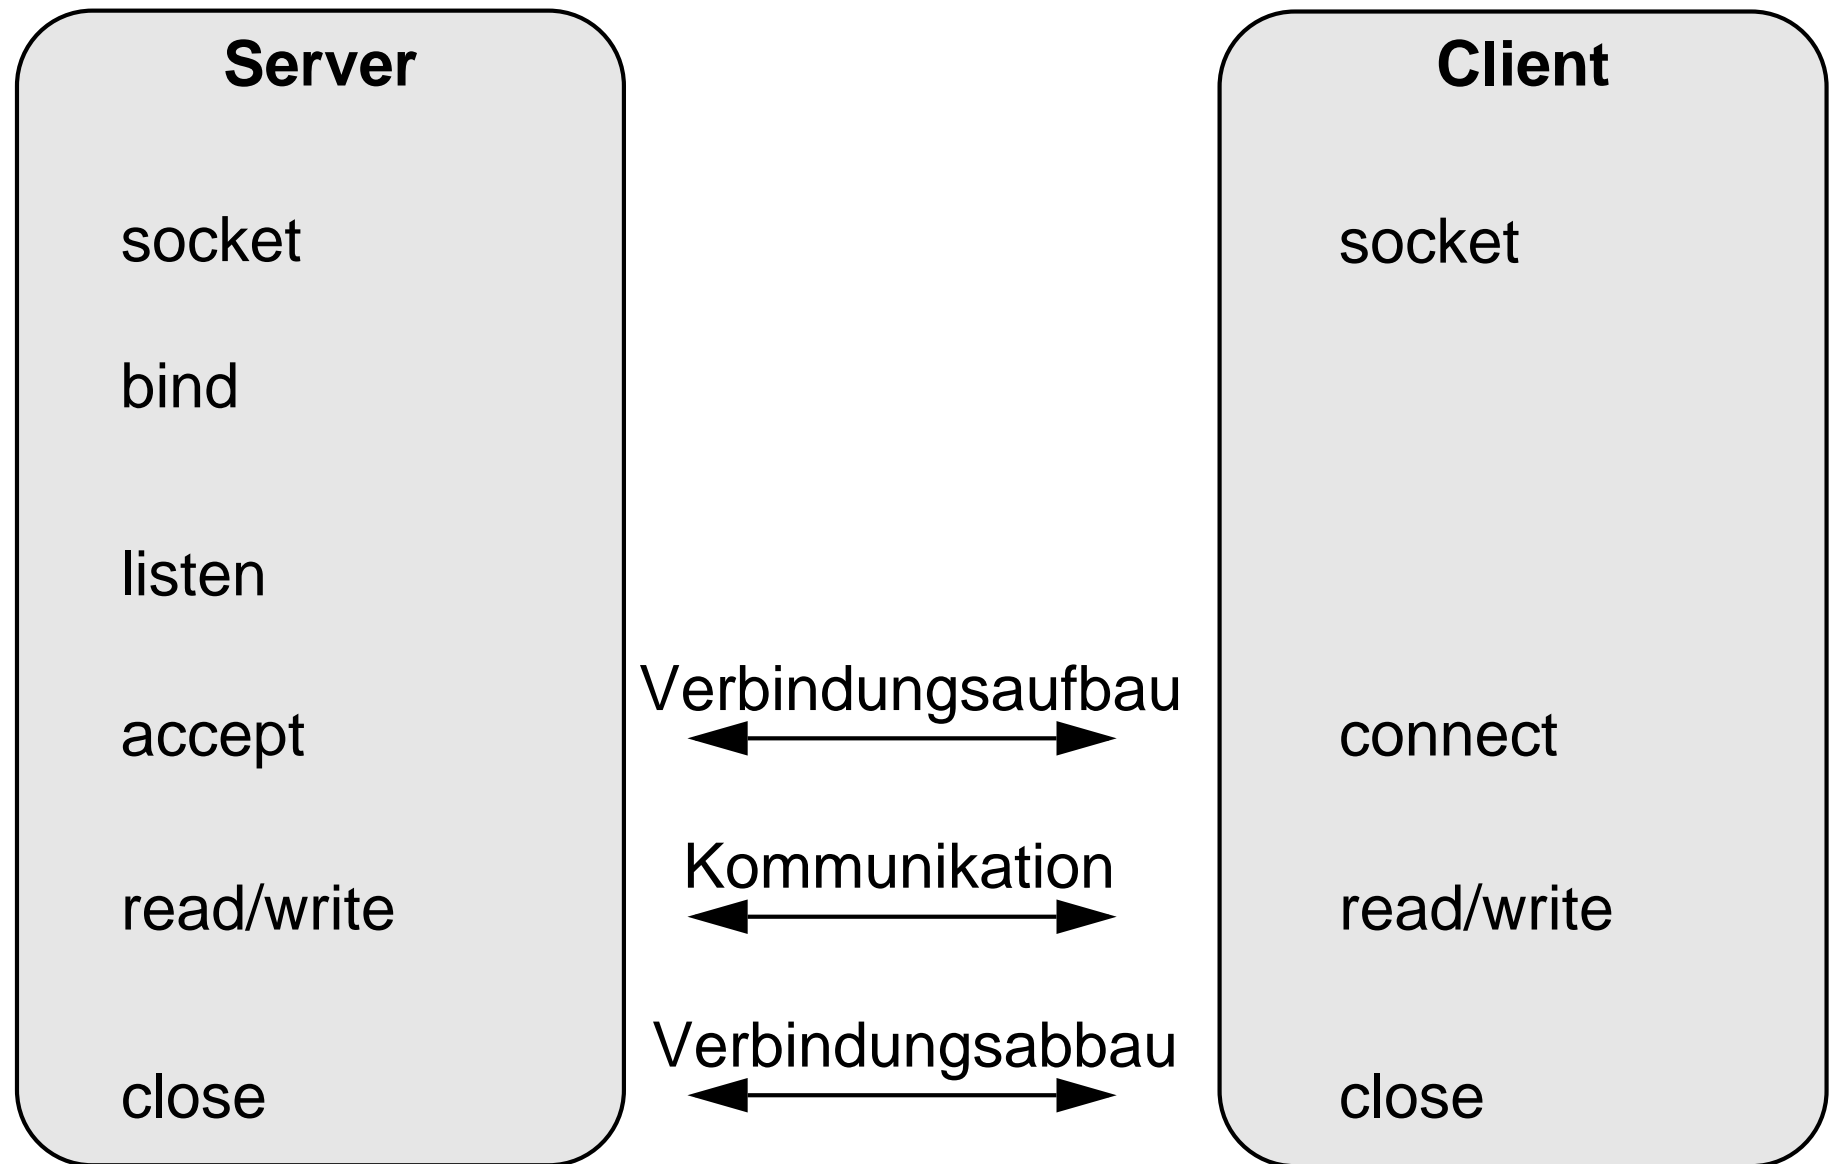 Server
Client
socket
socket
bind
listen
Verbindungsaufbau
accept
connect
Kommunikation
read/write
read/write
Verbindungsabbau
close
close